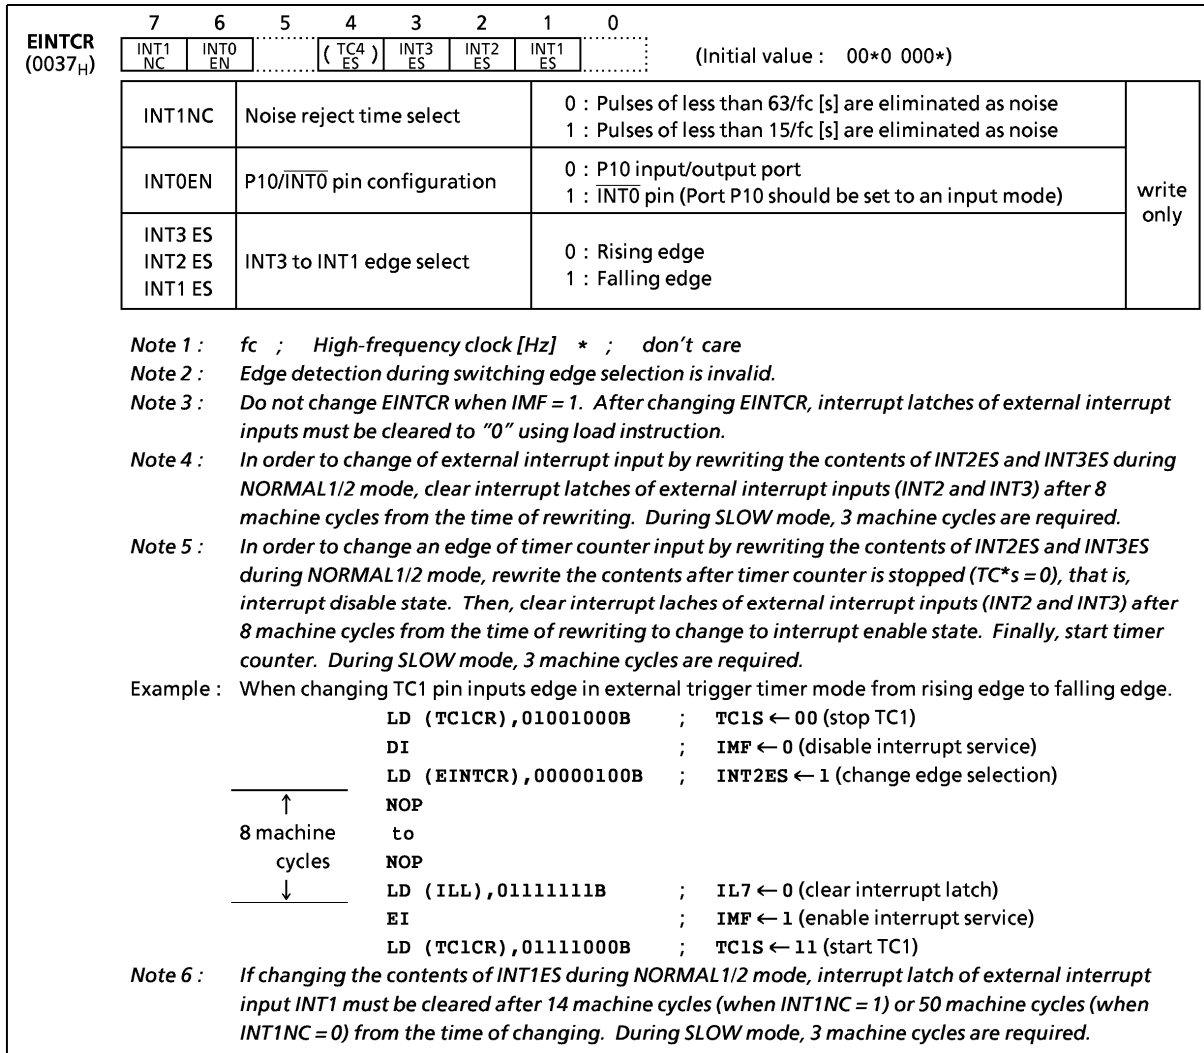 7 6 5 4 3 2 1 0
EINTCR
(0037H)
INT1 NC INT0 EN (TC4 ES) INT3 ES INT2 ES INT1 ES
(Initial value : 00*0 000*)
INT1NC Noise reject time select
0 : Pulses of less than 63/fc [s] are eliminated as noise
1 : Pulses of less than 15/fc [s] are eliminated as noise
INT0EN P10/INT0 pin configuration
0 : P10 input/output port
1 : INT0 pin (Port P10 should be set to an input mode)
INT3 ES
INT2 ES
INT1 ES
INT3 to INT1 edge select
0 : Rising edge
1 : Falling edge
write
only
Note 1 : fc ; High-frequency clock [Hz] * ; don't care
Note 2 : Edge detection during switching edge selection is invalid.
Note 3 : Do not change EINTCR when IMF = 1. After changing EINTCR, interrupt latches of external interrupt
inputs must be cleared to "0" using load instruction.
Note 4 : In order to change of external interrupt input by rewriting the contents of INT2ES and INT3ES during
NORMAL1/2 mode, clear interrupt latches of external interrupt inputs (INT2 and INT3) after 8
machine cycles from the time of rewriting. During SLOW mode, 3 machine cycles are required.
Note 5 : In order to change an edge of timer counter input by rewriting the contents of INT2ES and INT3ES
during NORMAL1/2 mode, rewrite the contents after timer counter is stopped (TC*s = 0), that is,
interrupt disable state. Then, clear interrupt laches of external interrupt inputs (INT2 and INT3) after
8 machine cycles from the time of rewriting to change to interrupt enable state. Finally, start timer
counter. During SLOW mode, 3 machine cycles are required.
Example : When changing TC1 pin inputs edge in external trigger timer mode from rising edge to falling edge.
LD (TC1CR),01001000B ; TC1S ← 00 (stop TC1)
DI ; IMF ← 0 (disable interrupt service)
LD (EINTCR),00000100B ; INT2ES ← 1 (change edge selection)
↑ NOP
8 machine to
cycles NOP
↓ LD (ILL),01111111B ; IL7 ← 0 (clear interrupt latch)
EI ; IMF ← 1 (enable interrupt service)
LD (TC1CR),01111000B ; TC1S ← 11 (start TC1)
Note 6 : If changing the contents of INT1ES during NORMAL1/2 mode, interrupt latch of external interrupt
input INT1 must be cleared after 14 machine cycles (when INT1NC = 1) or 50 machine cycles (when
INT1NC = 0) from the time of changing. During SLOW mode, 3 machine cycles are required.